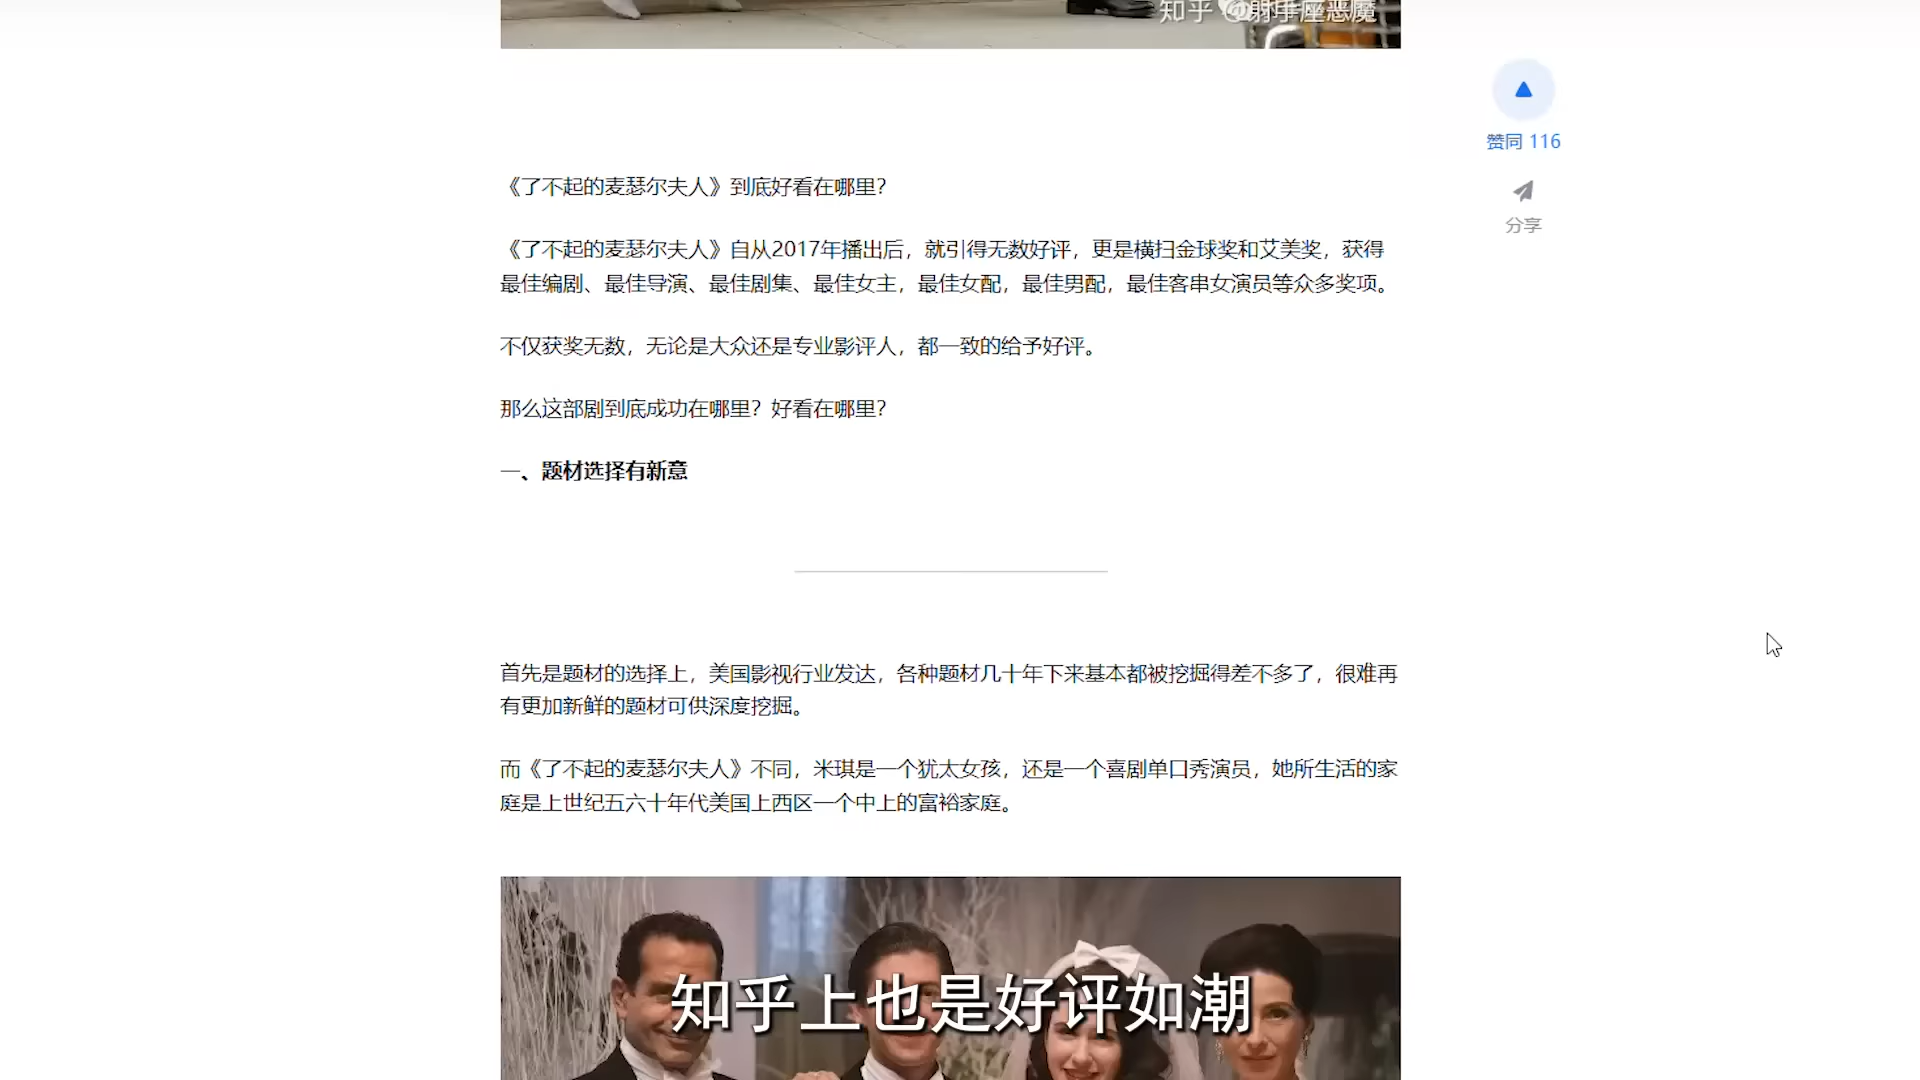 知乎 @射手座恶魔
赞同 116
分享
《了不起的麦瑟尔夫人》到底好看在哪里？
《了不起的麦瑟尔夫人》自从2017年播出后，就引得无数好评，更是横扫金球奖和艾美奖，获得
最佳编剧、最佳导演、最佳剧集、最佳女主，最佳女配，最佳男配，最佳客串女演员等众多奖项。
不仅获奖无数，无论是大众还是专业影评人，都一致的给予好评。
那么这部剧到底成功在哪里？好看在哪里？
一、题材选择有新意
首先是题材的选择上，美国影视行业发达，各种题材几十年下来基本都被挖掘得差不多了，很难再
有更加新鲜的题材可供深度挖掘。
而《了不起的麦瑟尔夫人》不同，米琪是一个犹太女孩，还是一个喜剧单口秀演员，她所生活的家
庭是上世纪五六十年代美国上西区一个中上的富裕家庭。
知乎上也是好评如潮